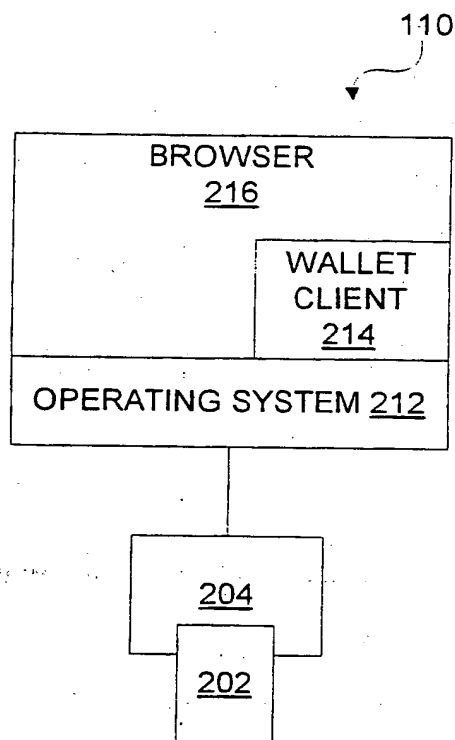 110
BROWSER
216
WALLET
CLIENT
214
OPERATING SYSTEM 212
204
202